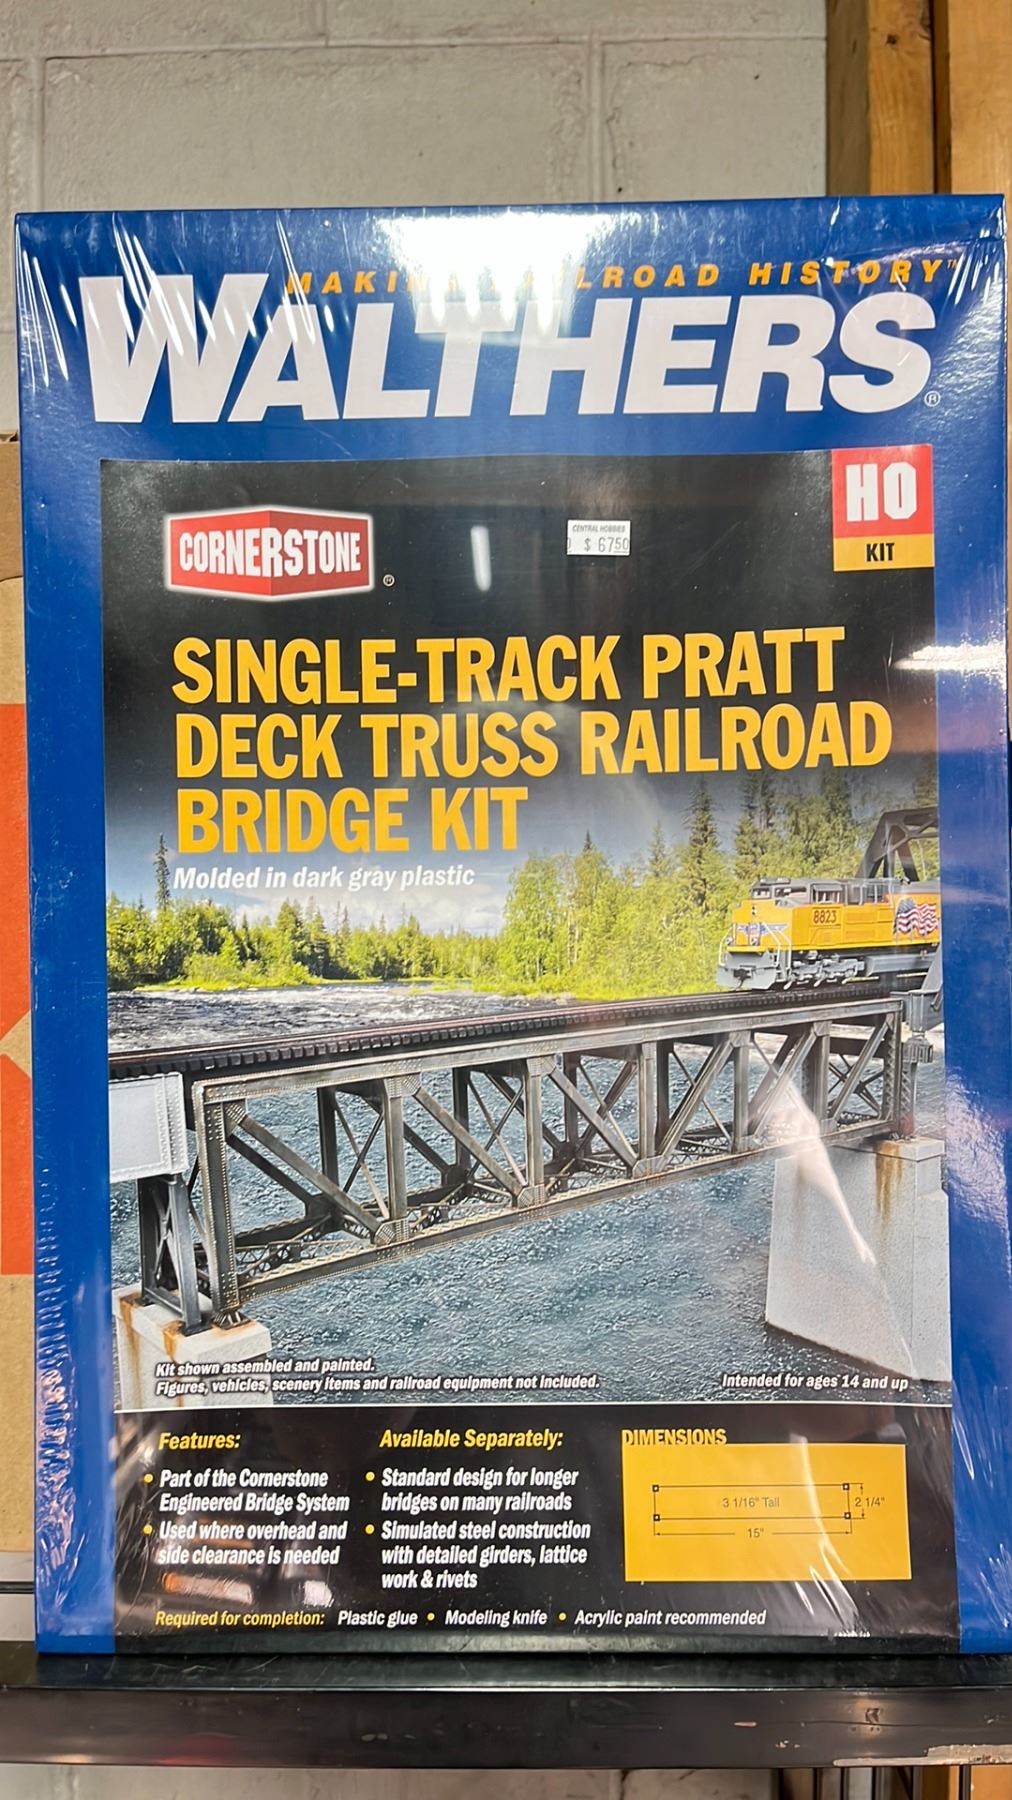 MAKING RAILROAD HISTORY™
WALTHERS®
HO
KIT
CORNERSTONE®
CENTRAL HOBBIES
$ 67.50
SINGLE-TRACK PRATT
DECK TRUSS RAILROAD
BRIDGE KIT
Molded in dark gray plastic
8823
Kit shown assembled and painted.
Figures, vehicles, scenery items and railroad equipment not included.
Intended for ages 14 and up
Features:
• Part of the Cornerstone
Engineered Bridge System
• Used where overhead and
side clearance is needed
Available Separately:
• Standard design for longer
bridges on many railroads
• Simulated steel construction
with detailed girders, lattice
work & rivets
DIMENSIONS
3 1/16" Tall
2 1/4"
15"
Required for completion: Plastic glue • Modeling knife • Acrylic paint recommended